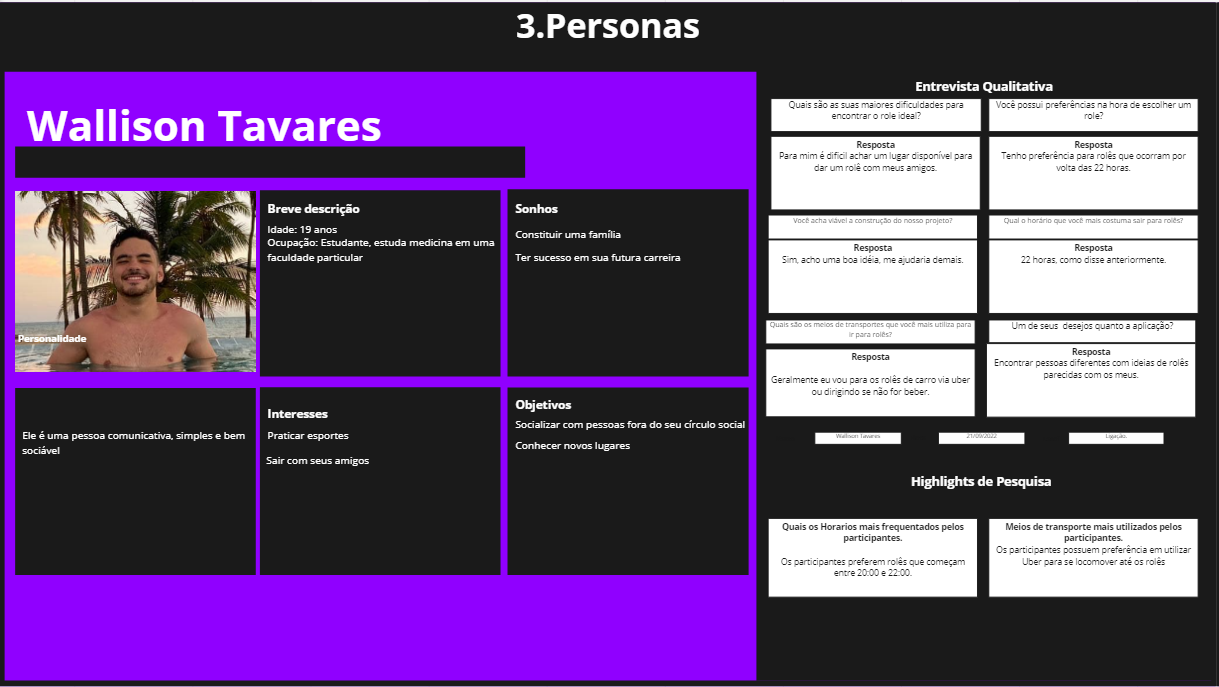 3.Personas
Wallison Tavares
Breve descrição
Idade: 19 anos
Ocupação: Estudante, estuda medicina em uma
faculdade particular
Sonhos
Constituir uma família
Ter sucesso em sua futura carreira
Personalidade
Ele é uma pessoa comunicativa, simples e bem
sociável
Interesses
Praticar esportes
Sair com seus amigos
Objetivos
Socializar com pessoas fora do seu círculo social
Conhecer novos lugares
Entrevista Qualitativa
Quais são as suas maiores dificuldades para
encontrar o role ideal?
Resposta
Para mim é dificil achar um lugar disponível para
dar um rolê com meus amigos.
Você possui preferências na hora de escolher um
role?
Resposta
Tenho preferência para rolês que ocorram por
volta das 22 horas.
Você acha viável a construção do nosso projeto?
Resposta
Sim, acho uma boa idéia, me ajudaria demais.
Qual o horário que você mais costuma sair para rolês?
Resposta
22 horas, como disse anteriormente.
Quais são os meios de transportes que você mais utiliza para
ir para rolês?
Resposta
Geralmente eu vou para os rolês de carro via uber
ou dirigindo se não for beber.
Um de seus desejos quanto a aplicação?
Resposta
Encontrar pessoas diferentes com ideias de rolês
parecidas com os meus.
Wallison Tavares
21/09/2022
Ligação.
Highlights de Pesquisa
Quais os Horarios mais frequentados pelos
participantes.
Os participantes preferem rolês que começam
entre 20:00 e 22:00.
Meios de transporte mais utilizados pelos
participantes.
Os participantes possuem preferência em utilizar
Uber para se locomover até os rolês